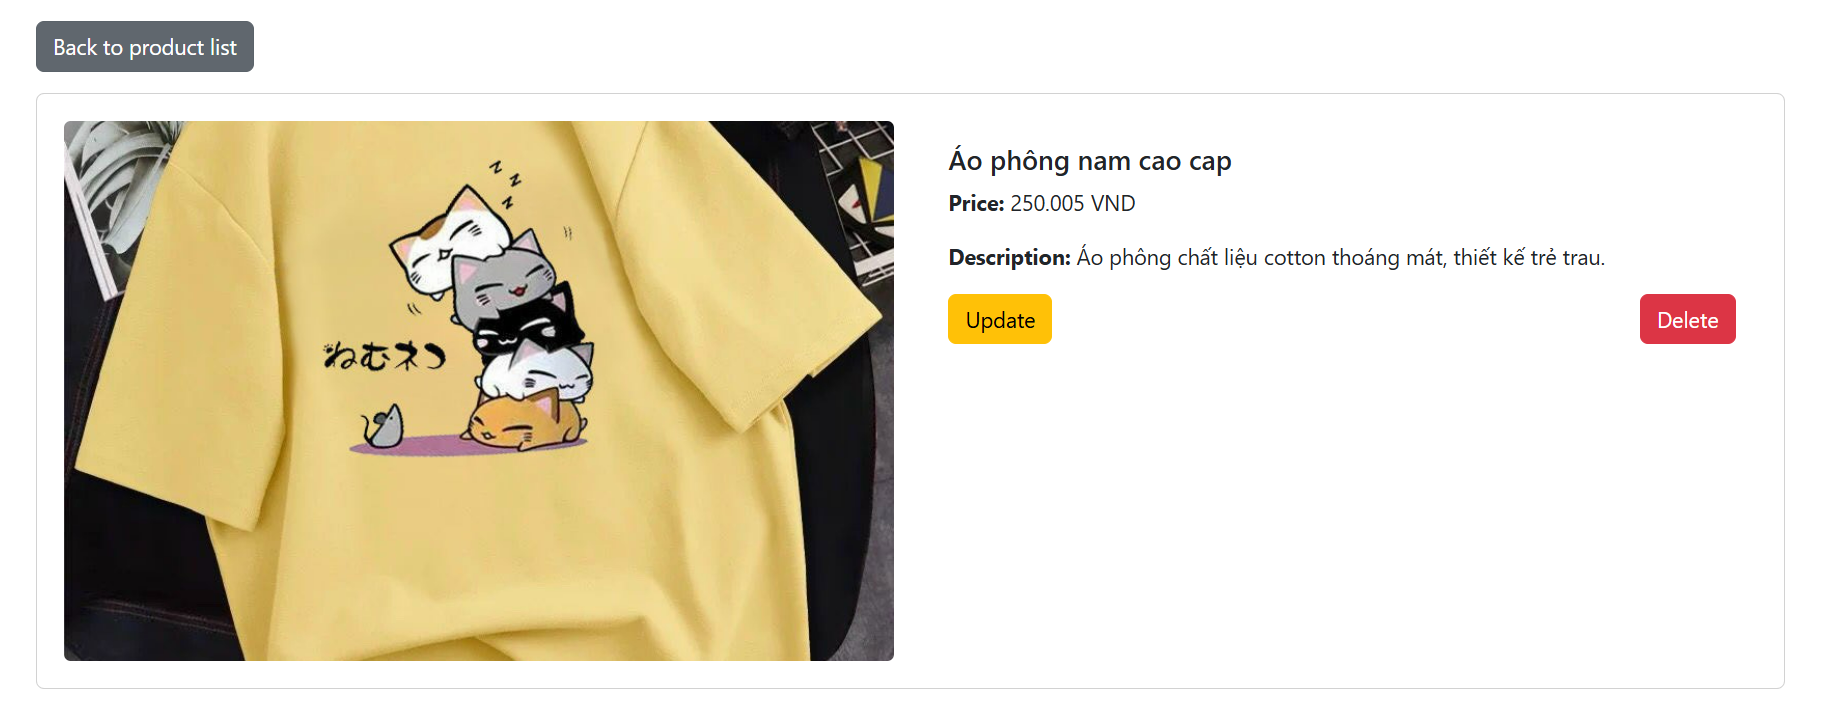 Back to product list
Áo phông nam cao cap
Price: 250.005 VND
Description: Áo phông chất liệu cotton thoáng mát, thiết kế trẻ trau.
Update
Delete
z
z
z
ねむネコ